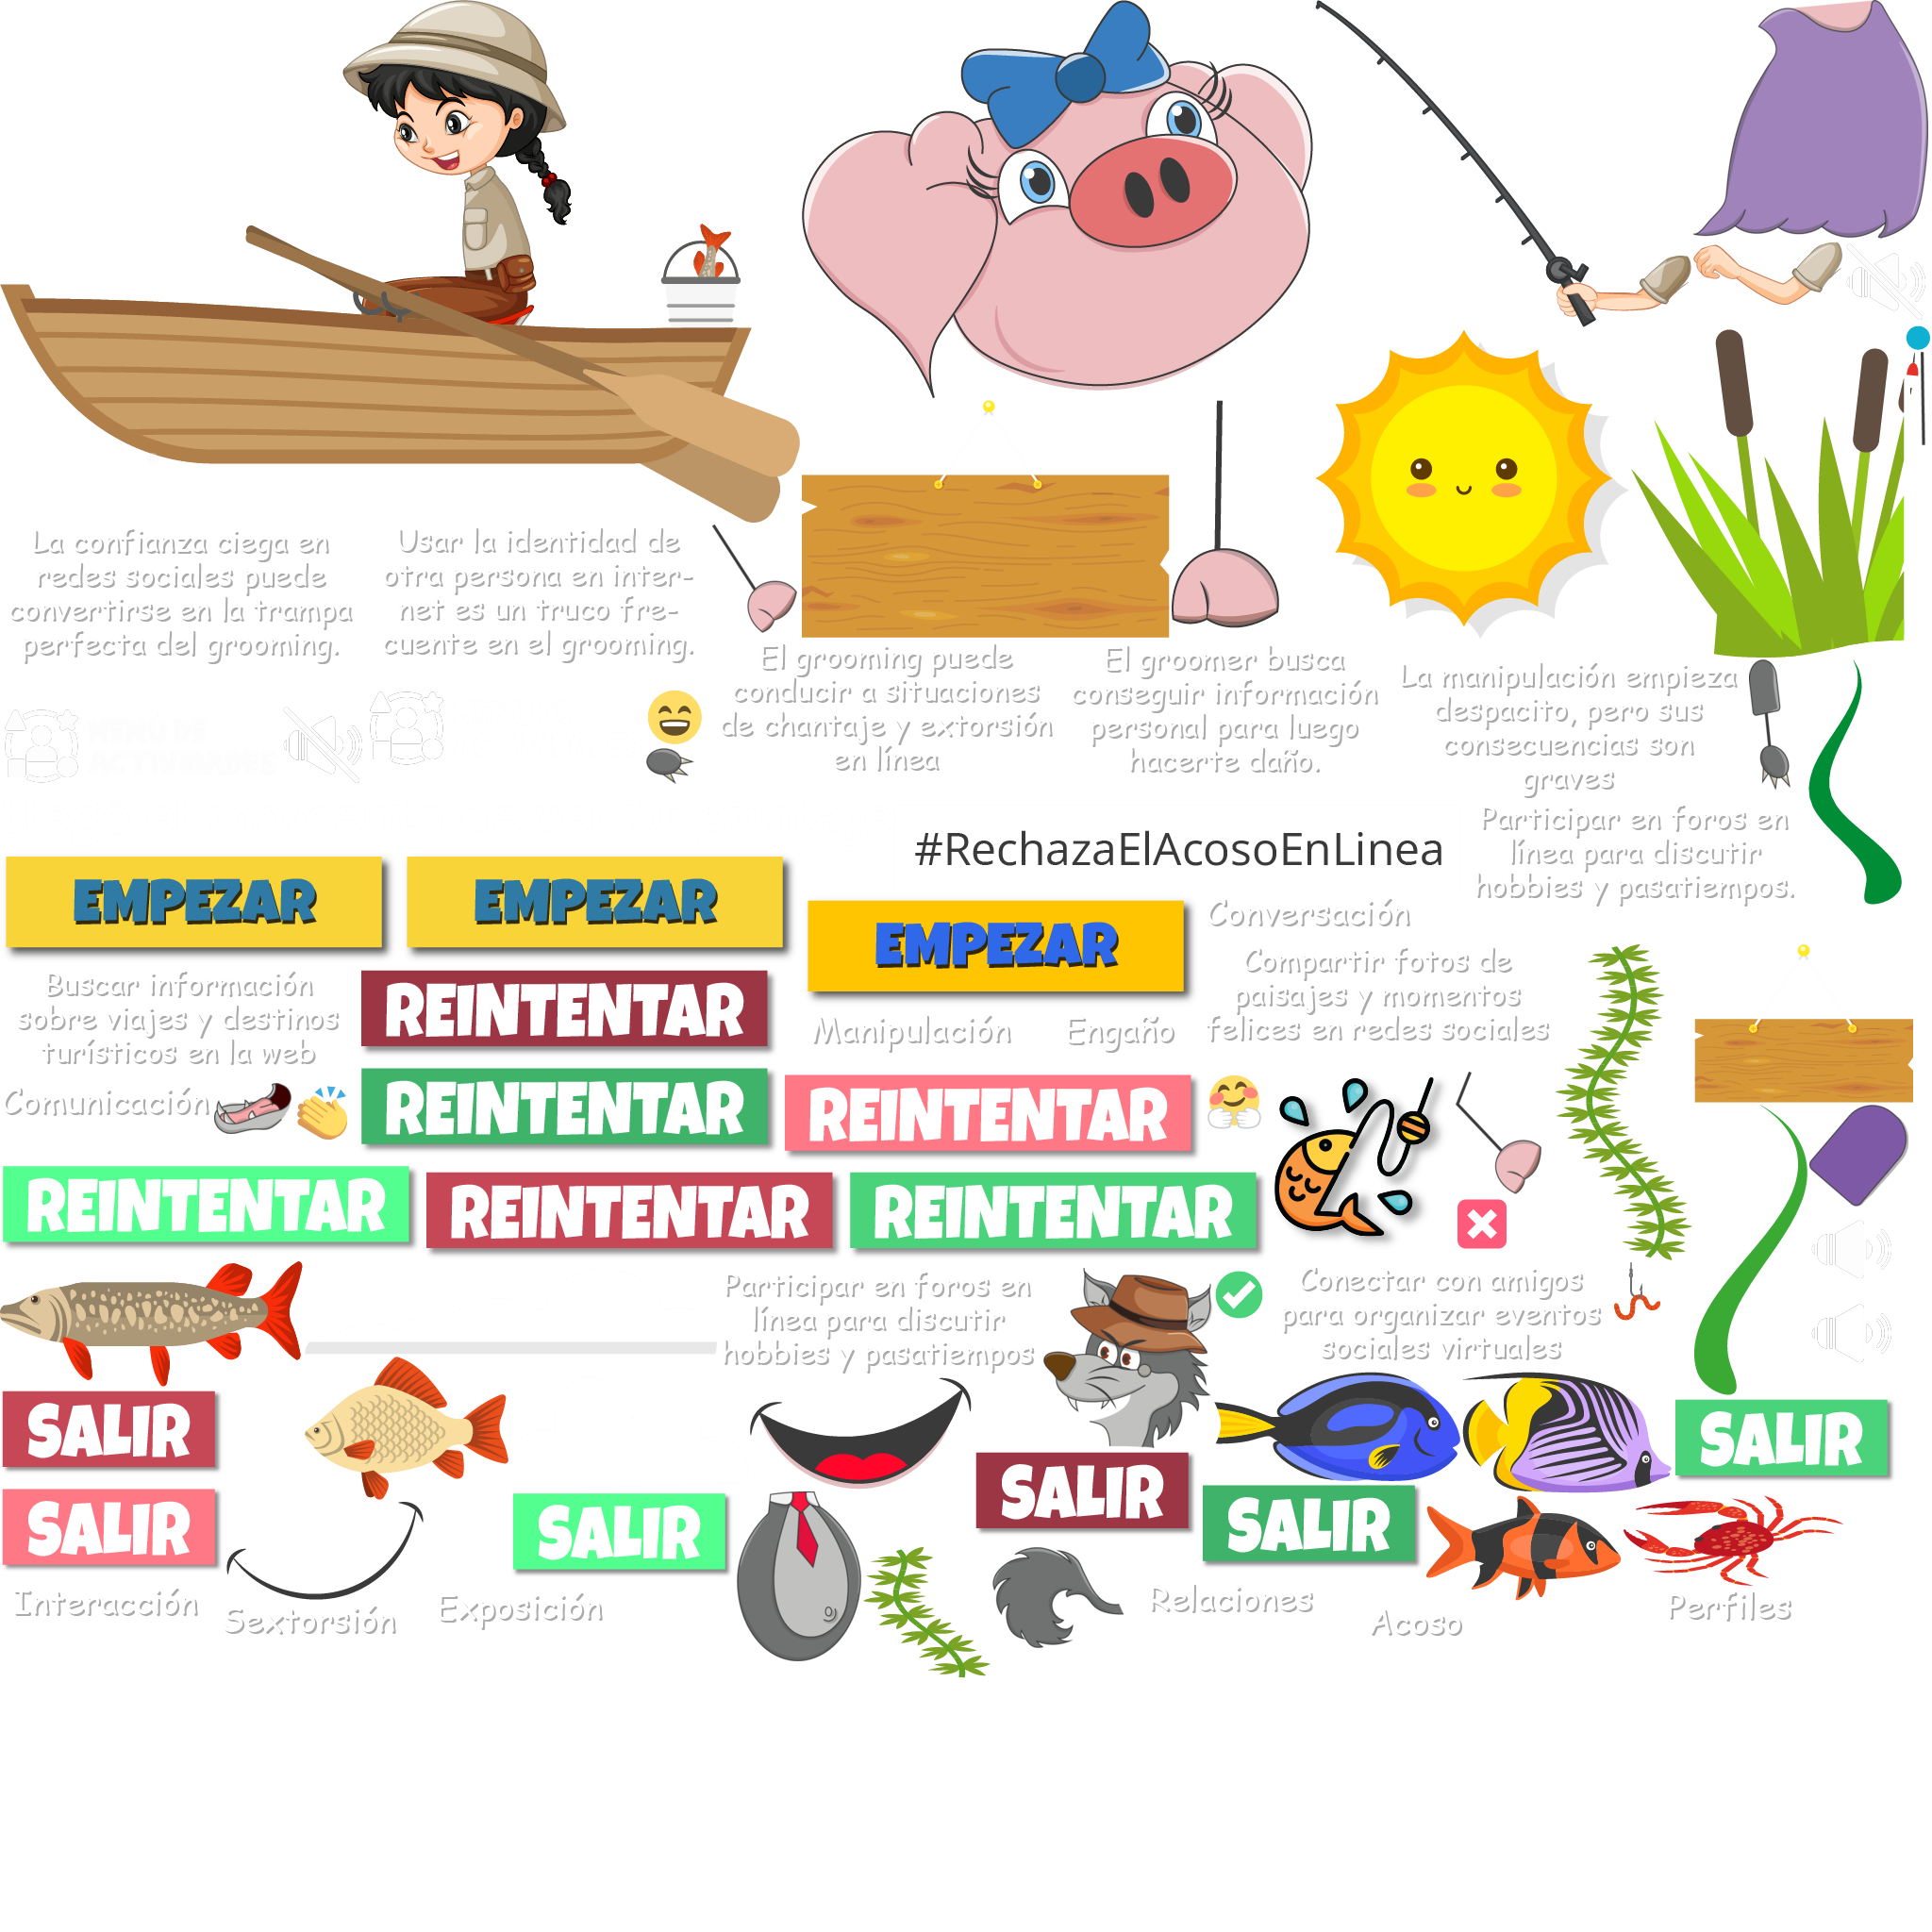 La confianza ciega en
redes sociales puede
convertirse en la trampa
perfecta del grooming.
Usar la identidad de
otra persona en inter-
net es un truco fre-
cuente en el grooming.
El grooming puede
conducir a situaciones
de chantaje y extorsión
en línea
El groomer busca
conseguir información
personal para luego
hacerte daño.
La manipulación empieza
despacito, pero sus
consecuencias son
graves
MENÚ DE
ACTIVIDADES
Participar en foros en
línea para discutir
hobbies y pasatiempos.
#RechazaElAcosoEnLinea
EMPEZAR
EMPEZAR
EMPEZAR
Conversación
Buscar información
sobre viajes y destinos
turísticos en la web
REINTENTAR
Manipulación
Engaño
Compartir fotos de
paisajes y momentos
felices en redes sociales
Comunicación
REINTENTAR
REINTENTAR
REINTENTAR
REINTENTAR
REINTENTAR
Participar en foros en
línea para discutir
hobbies y pasatiempos
Conectar con amigos
para organizar eventos
sociales virtuales
SALIR
SALIR
SALIR
SALIR
SALIR
SALIR
Interacción
Sextorsión
Exposición
Relaciones
Acoso
Perfiles